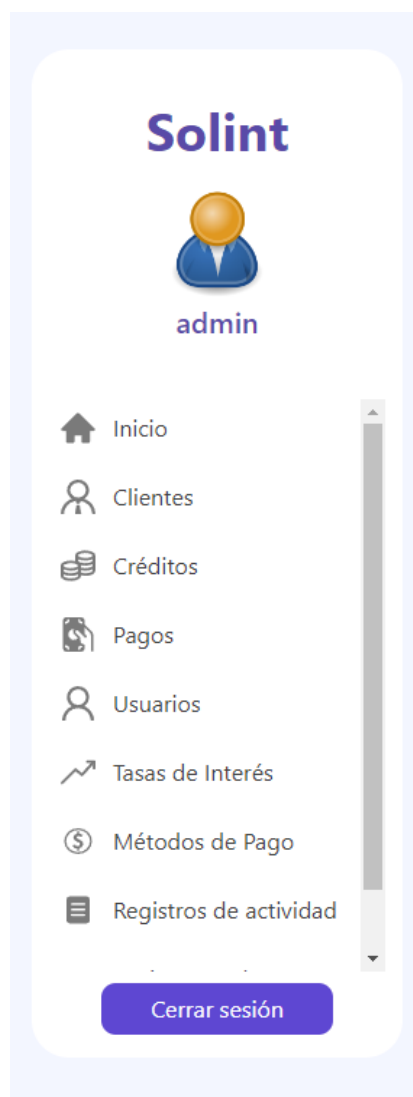 Solint
admin
Inicio
Clientes
Créditos
Pagos
Usuarios
Tasas de Interés
Métodos de Pago
Registros de actividad
Cerrar sesión